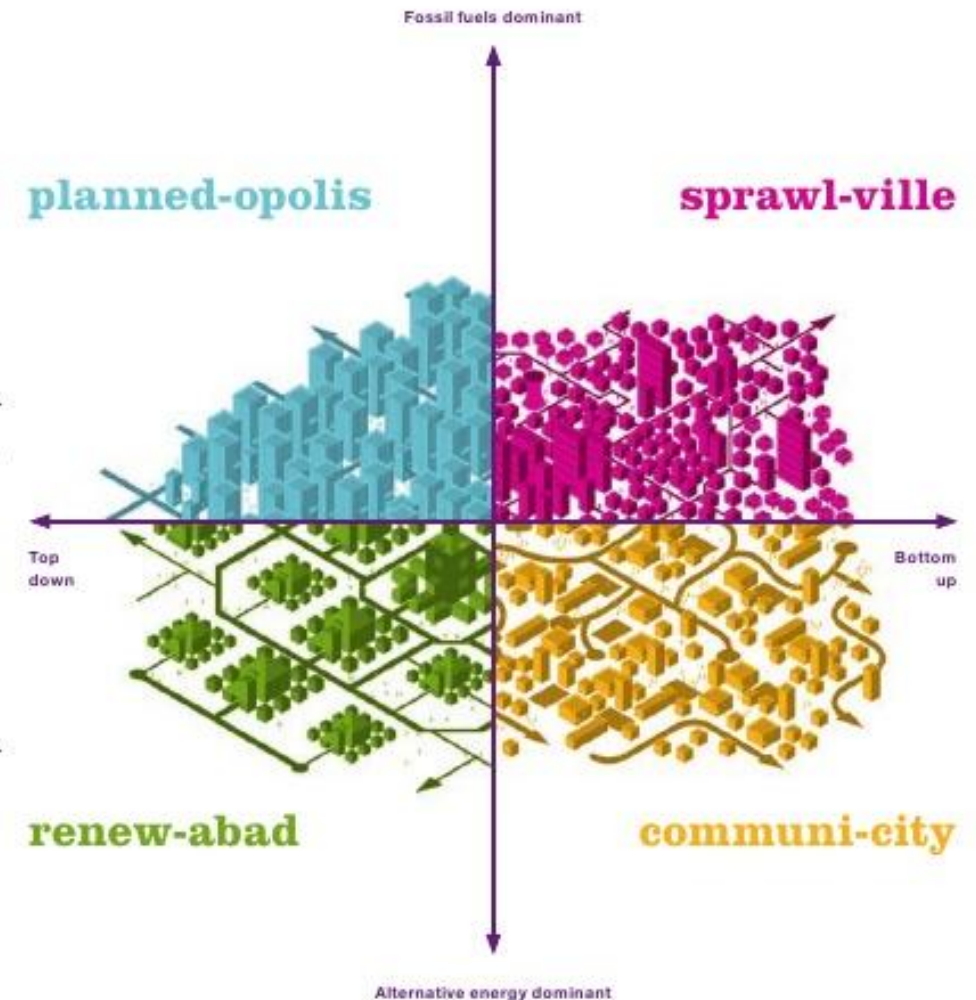 Fossil fuels dominant
planned-opolis
sprawl-ville
Top
down
Bottom
up
renew-abad
communi-city
Alternative energy dominant